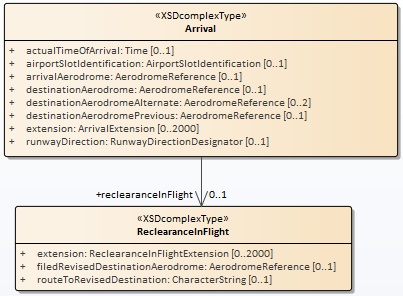 «XSDcomplexType»
Arrival
+ actualTimeOfArrival: Time [0..1]
+ airportSlotIdentification: AirportSlotIdentification [0..1]
+ arrivalAerodrome: AerodromeReference [0..1]
+ destinationAerodrome: AerodromeReference [0..1]
+ destinationAerodromeAlternate: AerodromeReference [0..2]
+ destinationAerodromePrevious: AerodromeReference [0..1]
+ extension: ArrivalExtension [0..2000]
+ runwayDirection: RunwayDirectionDesignator [0..1]
+reclearanceInFlight 0..1
«XSDcomplexType»
ReclearanceInFlight
+ extension: ReclearanceInFlightExtension [0..2000]
+ filedRevisedDestinationAerodrome: AerodromeReference [0..1]
+ routeToRevisedDestination: CharacterString [0..1]